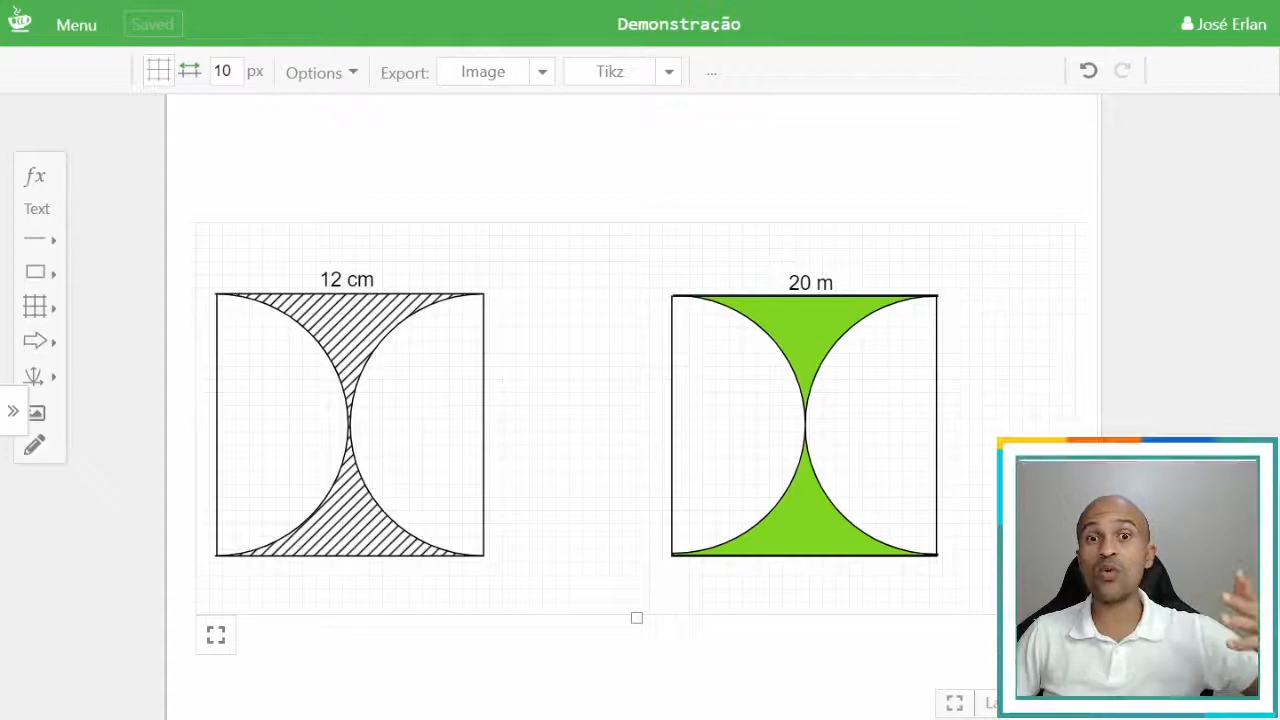 Menu
Saved
Demonstração
José Erlan
10 px
Options
Export:
Image
Tikz
...
fx
Text
12 cm
20 m